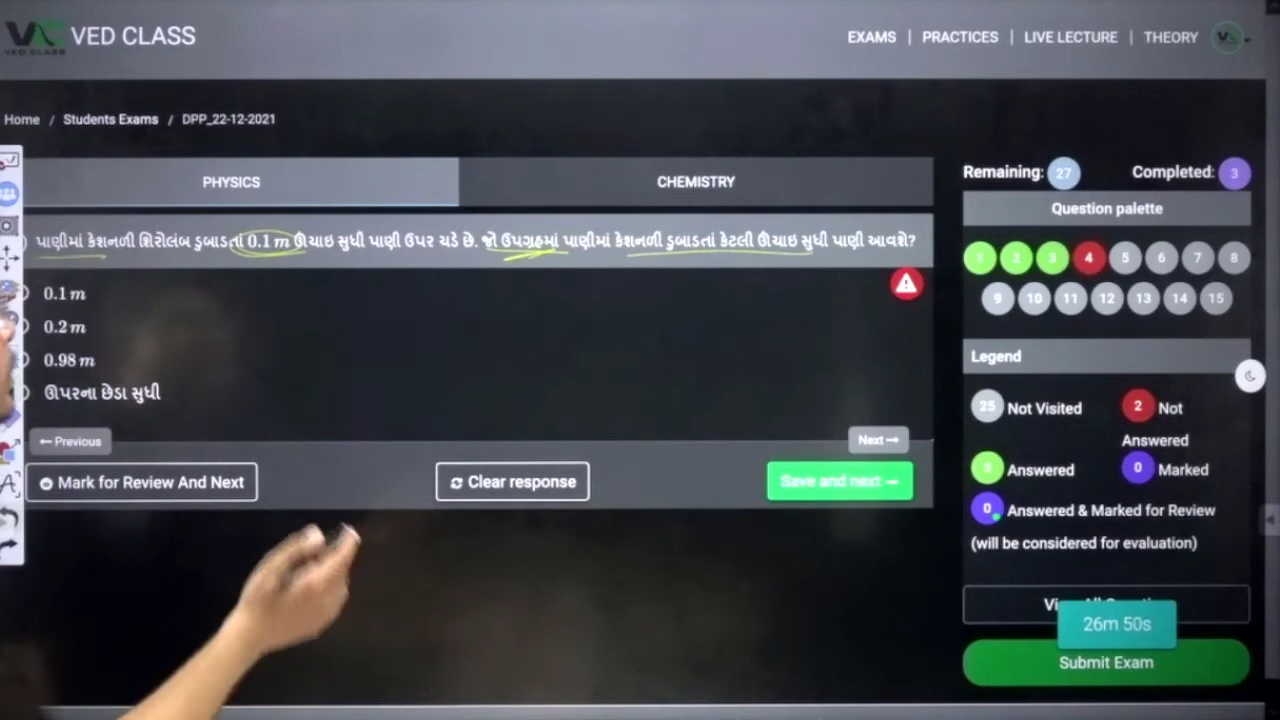 VED CLASS
VED CLASS
EXAMS | PRACTICES | LIVE LECTURE | THEORY
Home / Students Exams / DPP_22-12-2021
PHYSICS
CHEMISTRY
પાણીમાં કેશનળી શિરોલંબ ડુબાડતાં 0.1 m ઊંચાઇ સુધી પાણી ઉપર ચડે છે. જો ઉપગ્રહમાં પાણીમાં કેશનળી ડુબાડતાં કેટલી ઊંચાઇ સુધી પાણી આવશે?
0.1 m
0.2 m
0.98 m
ઊપરના છેડા સુધી
← Previous
Next →
Mark for Review And Next
Clear response
Save and next →
Remaining: 27
Completed: 3
Question palette
1 2 3 4 5 6 7 8
9 10 11 12 13 14 15
Legend
25 Not Visited
2 Not Answered
Answered
0 Marked
0 Answered & Marked for Review
(will be considered for evaluation)
26m 50s
Submit Exam